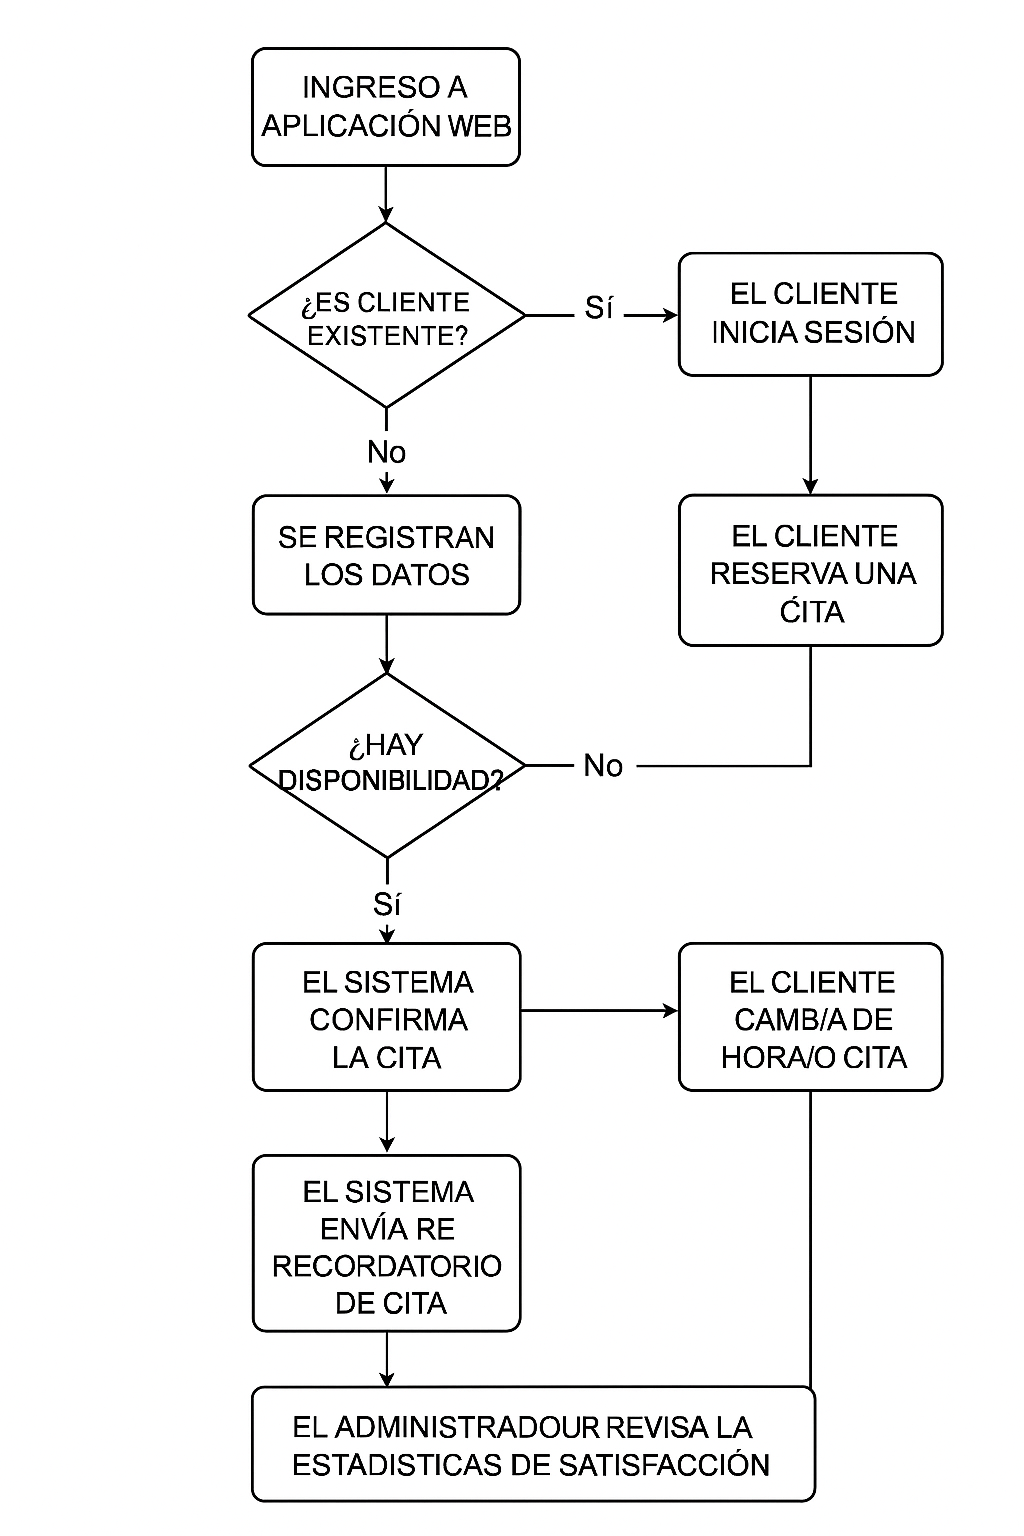 INGRESO A
APLICACIÓN WEB
¿ES CLIENTE
EXISTENTE?
Sí
EL CLIENTE
INICIA SESIÓN
No
SE REGISTRAN
LOS DATOS
EL CLIENTE
RESERVA UNA
ĆITA
¿HAY
DISPONIBILIDAD?
No
Sí
EL SISTEMA
CONFIRMA
LA CITA
EL CLIENTE
CAMB/A DE
HORA/O CITA
EL SISTEMA
ENVÍA RE
RECORDATORIO
DE CITA
EL ADMINISTRADOUR REVISA LA
ESTADISTICAS DE SATISFACCIÓN